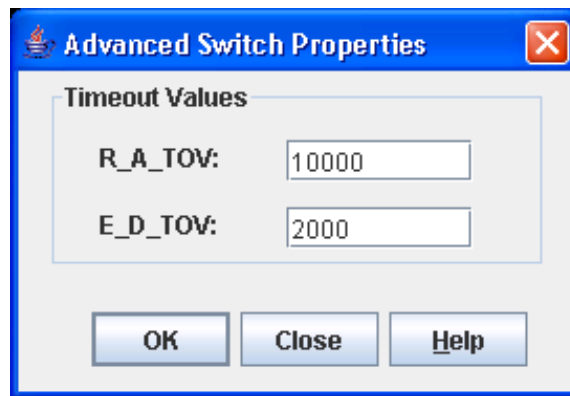 Advanced Switch Properties
Timeout Values
R_A_TOV: 10000
E_D_TOV: 2000
OK Close Help